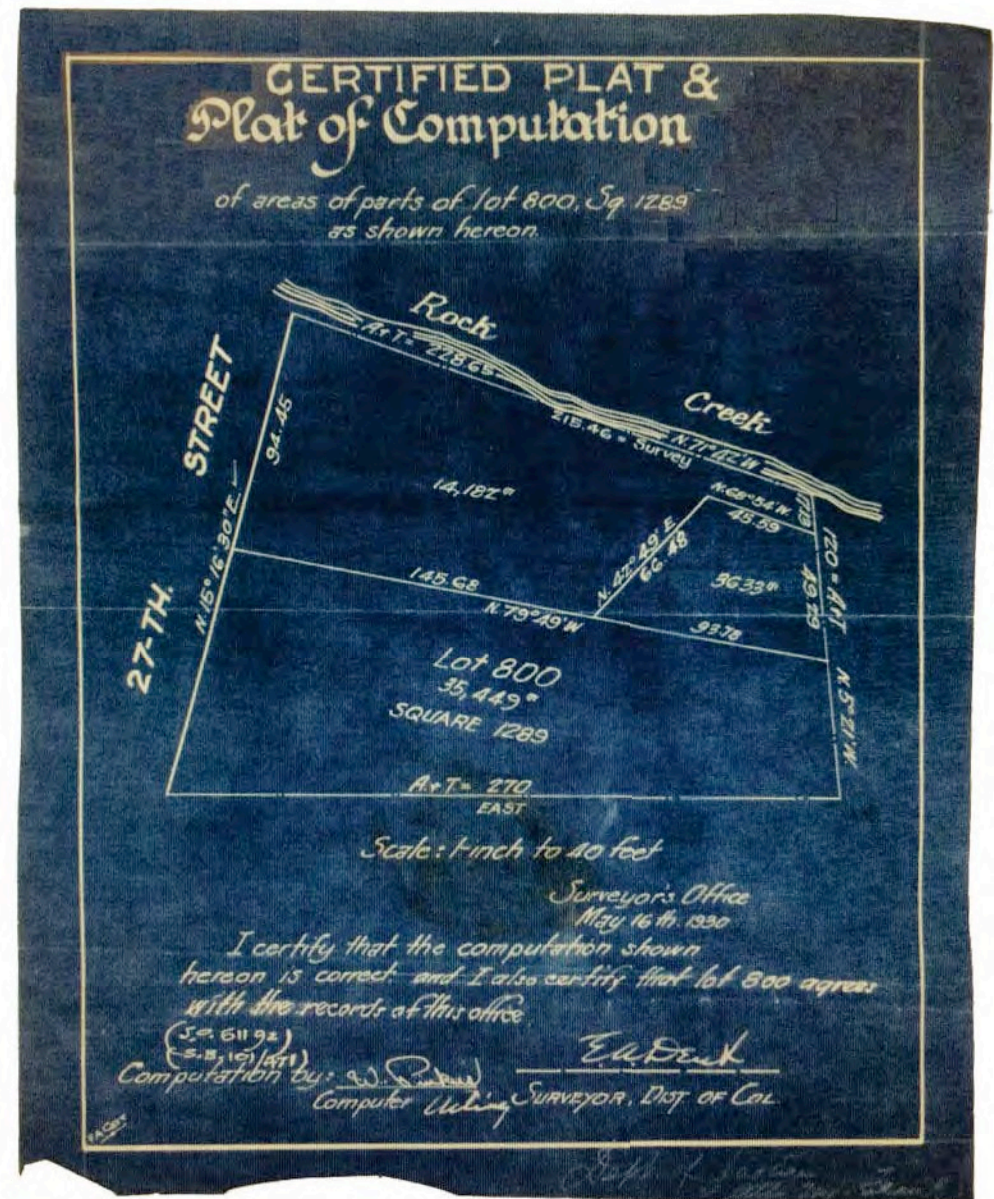 CERTIFIED PLAT &
Plat of Computation
of areas of parts of lot 800, Sq 1289
as shown hereon.
Rock
Creek
A & T = 228.65
215.46 = Survey
N. 71° 42' W
27-TH. STREET
N. 15° 16' 30" E.
94.45
14,182
N. 68° 54' W.
45.59
N. 42° 49' E
66.48
3633
120 = A & T
N. 5° 21' W.
145.68
N. 79° 49' W
93.78
Lot 800
35,449
SQUARE 1289
A & T = 270
EAST
Scale: 1-inch to 40 feet
Surveyor's Office
May 16 th. 1930
I certify that the computation shown
hereon is correct and I also certify that lot 800 agrees
with the records of this office
Computation by:
Computer
SURVEYOR, DIST OF COL.